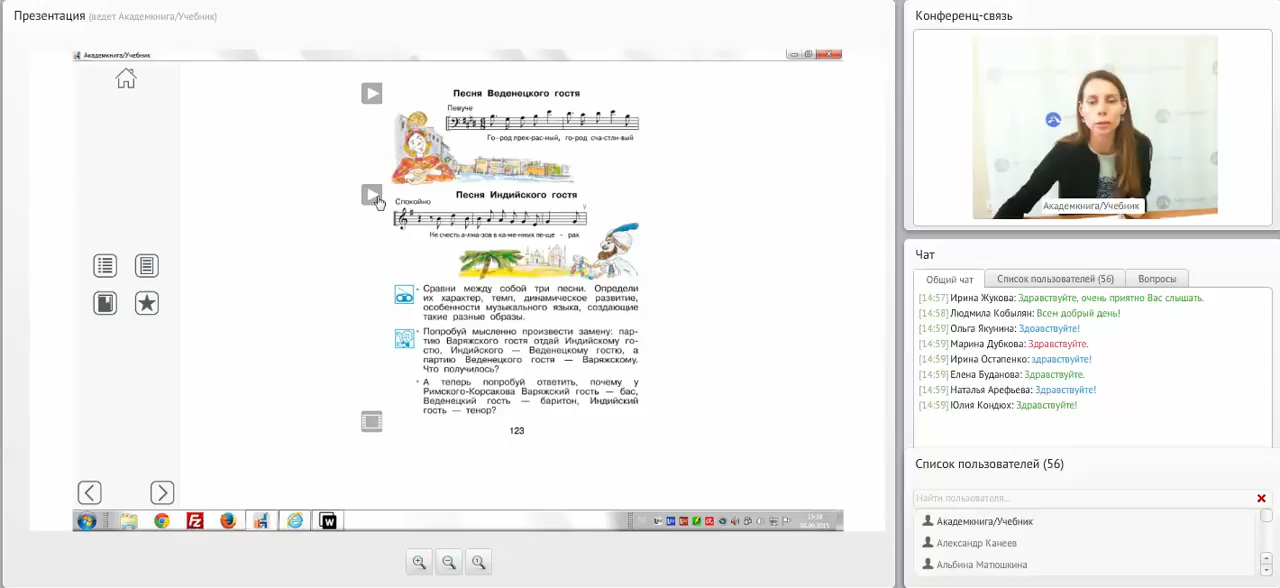 Презентация (ведет Академкнига/Учебник)
Академкнига/Учебник
Песня Веденецкого гостя
Певуче
Го-род прек-рас-ный, го-род сча-стли-вый
Песня Индийского гостя
Спокойно
Не счесть а-лма-зов в ка-ме-нных пе-ще - рах
Сравни между собой три песни. Определи
их характер, темп, динамическое развитие,
особенности музыкального языка, создающие
такие разные образы.
Попробуй мысленно произвести замену: пар-
тию Варяжского гостя отдай Индийскому го-
стю, Индийского — Веденецкому гостю, а
партию Веденецкого гостя — Варяжскому.
Что получилось?
А теперь попробуй ответить, почему у
Римского-Корсакова Варяжский гость — бас,
Веденецкий гость — баритон, Индийский
гость — тенор?
123
Конференц-связь
Академкнига/Учебник
Чат
Общий чат
Список пользователей (56)
Вопросы
[14:57] Ирина Жукова: Здравствуйте, очень приятно Вас слышать.
[14:58] Людмила Кобылян: Всем добрый день!
[14:59] Ольга Якунина: Здоавствуйте!
[14:59] Марина Дубкова: Здравствуйте.
[14:59] Ирина Остапенко: здравствуйте!
[14:59] Елена Буданова: Здравствуйте.
[14:59] Наталья Арефьева: Здравствуйте!
[14:59] Юлия Кондюх: Здравствуйте!
Список пользователей (56)
Найти пользователя...
Академкнига/Учебник
Александр Канеев
Альбина Матюшкина